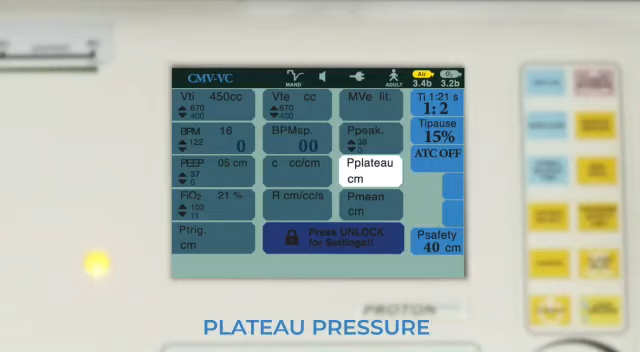 CMV-VC
MAND
ADULT
Air
3.4b
O₂
3.2b
Vti 450cc
670
400
Vte cc
670
400
MVe lit.
Ti 1:21 s
1: 2
BPM 16
122
0
BPMsp.
00
Ppeak.
38
0
Tipause
15%
PEEP 05 cm
37
0
c cc/cm
Pplateau
cm
ATC OFF
FiO₂ 21 %
102
11
R cm/cc/s
Pmean
cm
Ptrig.
cm
Press UNLOCK
for Settings!!
Psafety
40 cm
PROTON
PLATEAU PRESSURE